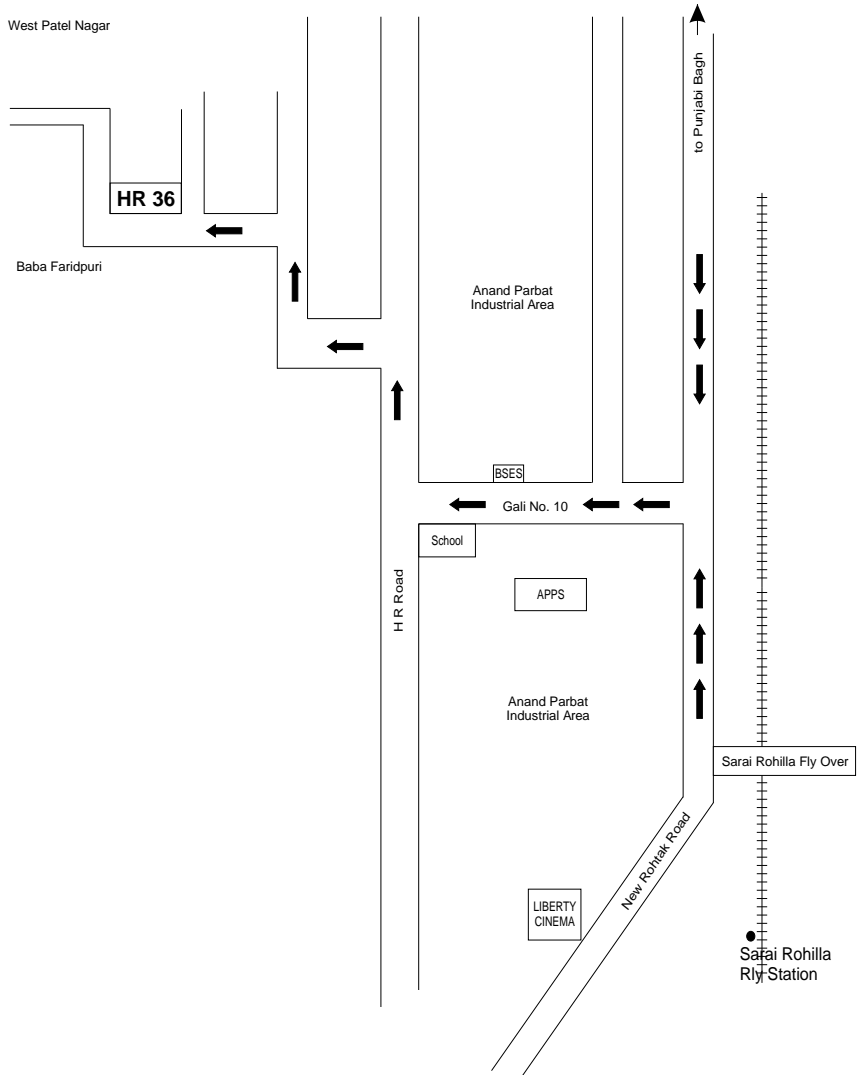 West Patel Nagar
to Punjabi Bagh
HR 36
Baba Faridpuri
Anand Parbat
Industrial Area
BSES
Gali No. 10
School
H R Road
APPS
Anand Parbat
Industrial Area
Sarai Rohilla Fly Over
New Rohtak Road
LIBERTY
CINEMA
Sarai Rohilla
Rly Station